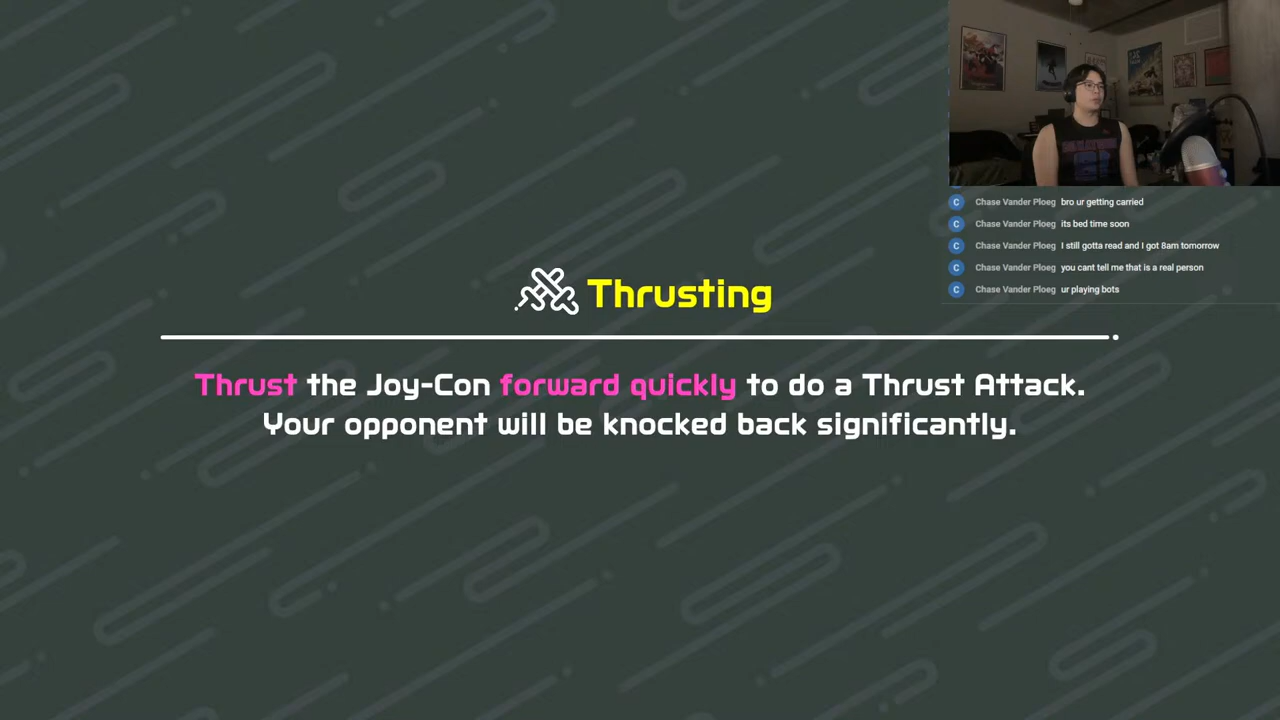 Chase Vander Ploeg bro ur getting carried
Chase Vander Ploeg its bed time soon
Chase Vander Ploeg I still gotta read and I got 8am tomorrow
Chase Vander Ploeg you cant tell me that is a real person
Chase Vander Ploeg ur playing bots
Thrusting
Thrust the Joy-Con forward quickly to do a Thrust Attack.
Your opponent will be knocked back significantly.